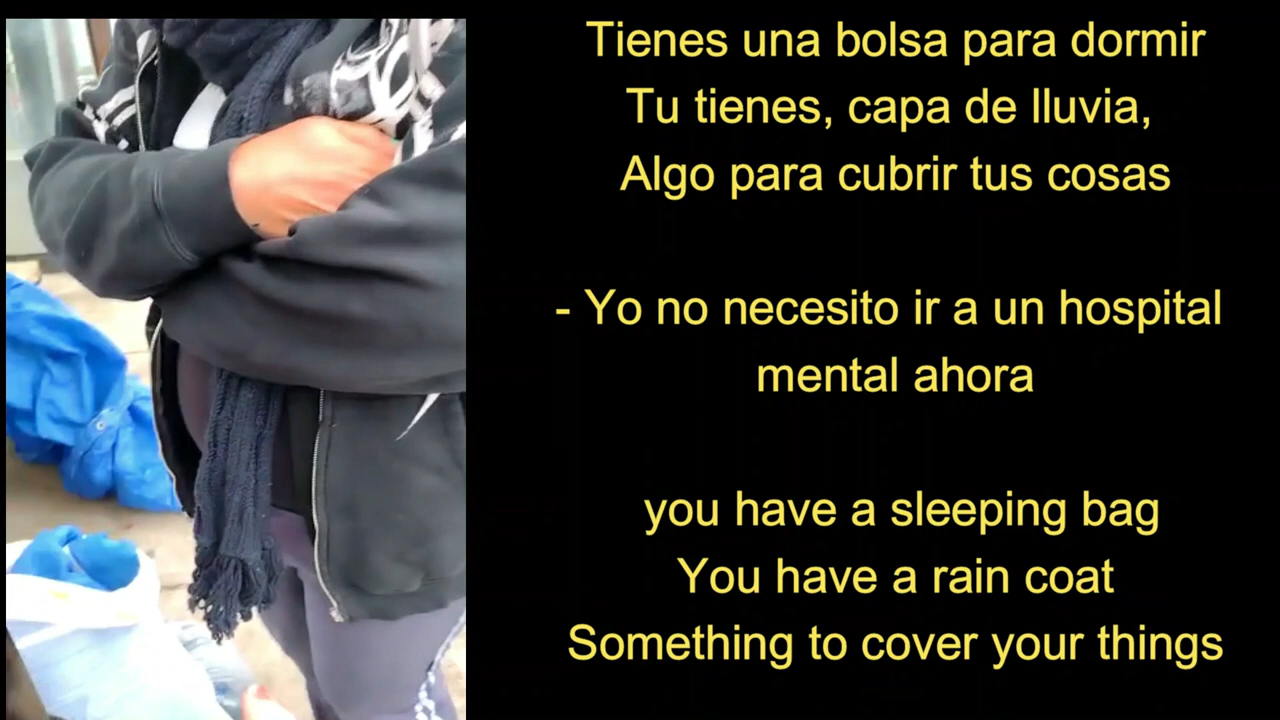 Tienes una bolsa para dormir
Tu tienes, capa de lluvia,
Algo para cubrir tus cosas
- Yo no necesito ir a un hospital
mental ahora
you have a sleeping bag
You have a rain coat
Something to cover your things